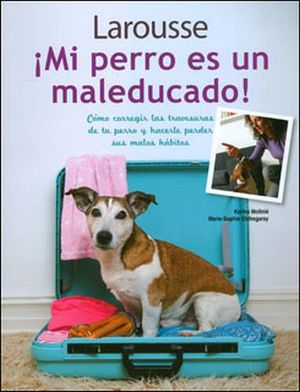 Larousse
¡Mi perro es un
maleducado!
Cómo corregir las travesuras
de tu perro y hacerle perder
sus malos hábitos
Karine Molinié
Marie-Sophie Etchegaray